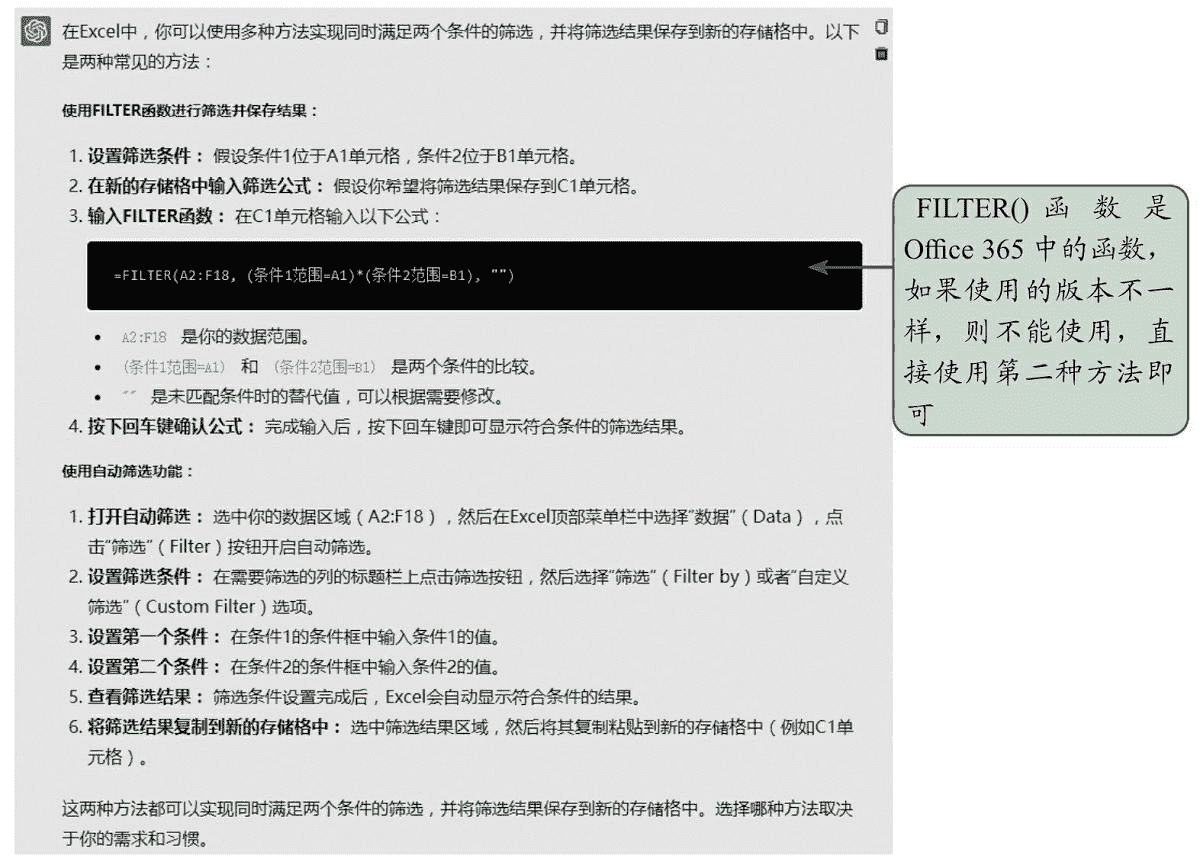 在Excel中，你可以使用多种方法实现同时满足两个条件的筛选，并将筛选结果保存到新的存储格中。以下
是两种常见的方法：
使用FILTER函数进行筛选并保存结果：
1. 设置筛选条件： 假设条件1位于A1单元格，条件2位于B1单元格。
2. 在新的存储格中输入筛选公式： 假设你希望将筛选结果保存到C1单元格。
3. 输入FILTER函数： 在C1单元格输入以下公式：
=FILTER(A2:F18, (条件1范围=A1)*(条件2范围=B1), "")
• A2:F18 是你的数据范围。
• (条件1范围=A1) 和 (条件2范围=B1) 是两个条件的比较。
• "" 是未匹配条件时的替代值，可以根据需要修改。
4. 按下回车键确认公式： 完成输入后，按下回车键即可显示符合条件的筛选结果。
使用自动筛选功能：
1. 打开自动筛选： 选中你的数据区域（A2:F18），然后在Excel顶部菜单栏中选择"数据"（Data），点
击"筛选"（Filter）按钮开启自动筛选。
2. 设置筛选条件： 在需要筛选的列的标题栏上点击筛选按钮，然后选择"筛选"（Filter by）或者"自定义
筛选"（Custom Filter）选项。
3. 设置第一个条件： 在条件1的条件框中输入条件1的值。
4. 设置第二个条件： 在条件2的条件框中输入条件2的值。
5. 查看筛选结果： 筛选条件设置完成后，Excel会自动显示符合条件的结果。
6. 将筛选结果复制到新的存储格中： 选中筛选结果区域，然后将其复制粘贴到新的存储格中（例如C1单
元格）。
这两种方法都可以实现同时满足两个条件的筛选，并将筛选结果保存到新的存储格中。选择哪种方法取决
于你的需求和习惯。
FILTER() 函数是
Office 365 中的函数，
如果使用的版本不一
样，则不能使用，直
接使用第二种方法即
可